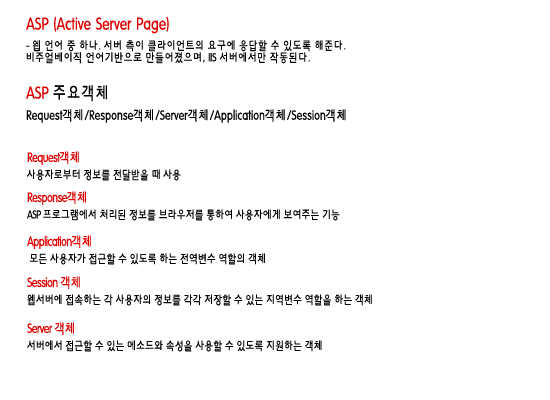 ASP (Active Server Page)
- 웹 언어 중 하나. 서버 측이 클라이언트의 요구에 응답할 수 있도록 해준다.
비주얼베이직 언어기반으로 만들어졌으며, IIS 서버에서만 작동된다.
ASP 주요객체
Request객체/Response객체/Server객체/Application객체/Session객체
Request객체
사용자로부터 정보를 전달받을 때 사용
Response객체
ASP 프로그램에서 처리된 정보를 브라우저를 통하여 사용자에게 보여주는 기능
Application객체
모든 사용자가 접근할 수 있도록 하는 전역변수 역할의 객체
Session 객체
웹서버에 접속하는 각 사용자의 정보를 각각 저장할 수 있는 지역변수 역할을 하는 객체
Server 객체
서버에서 접근할 수 있는 메소드와 속성을 사용할 수 있도록 지원하는 객체